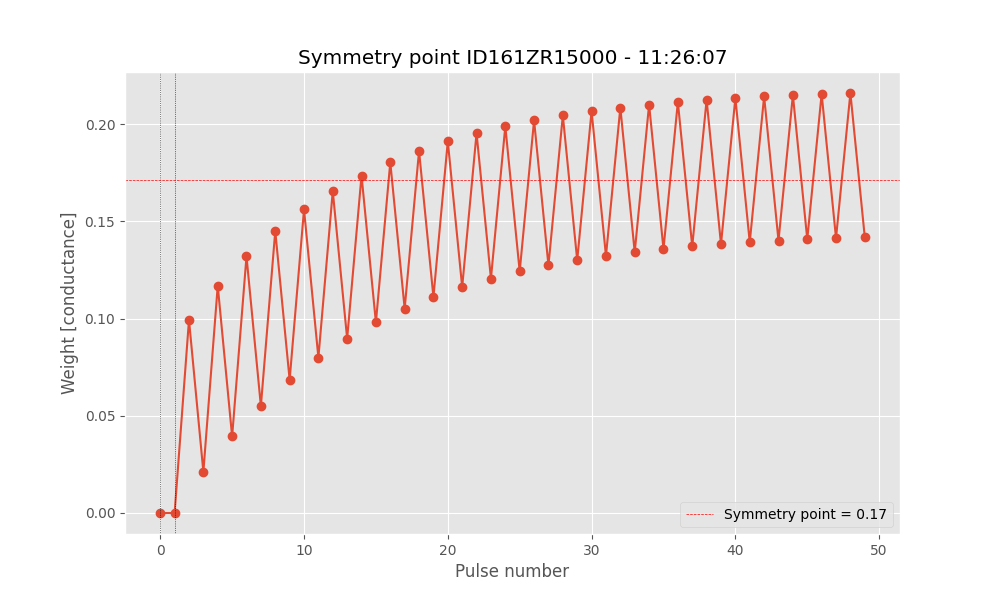 Symmetry point ID161ZR15000 - 11:26:07
Weight [conductance]
0.20
0.15
0.10
0.05
0.00
0 10 20 30 40 50
Pulse number
Symmetry point = 0.17